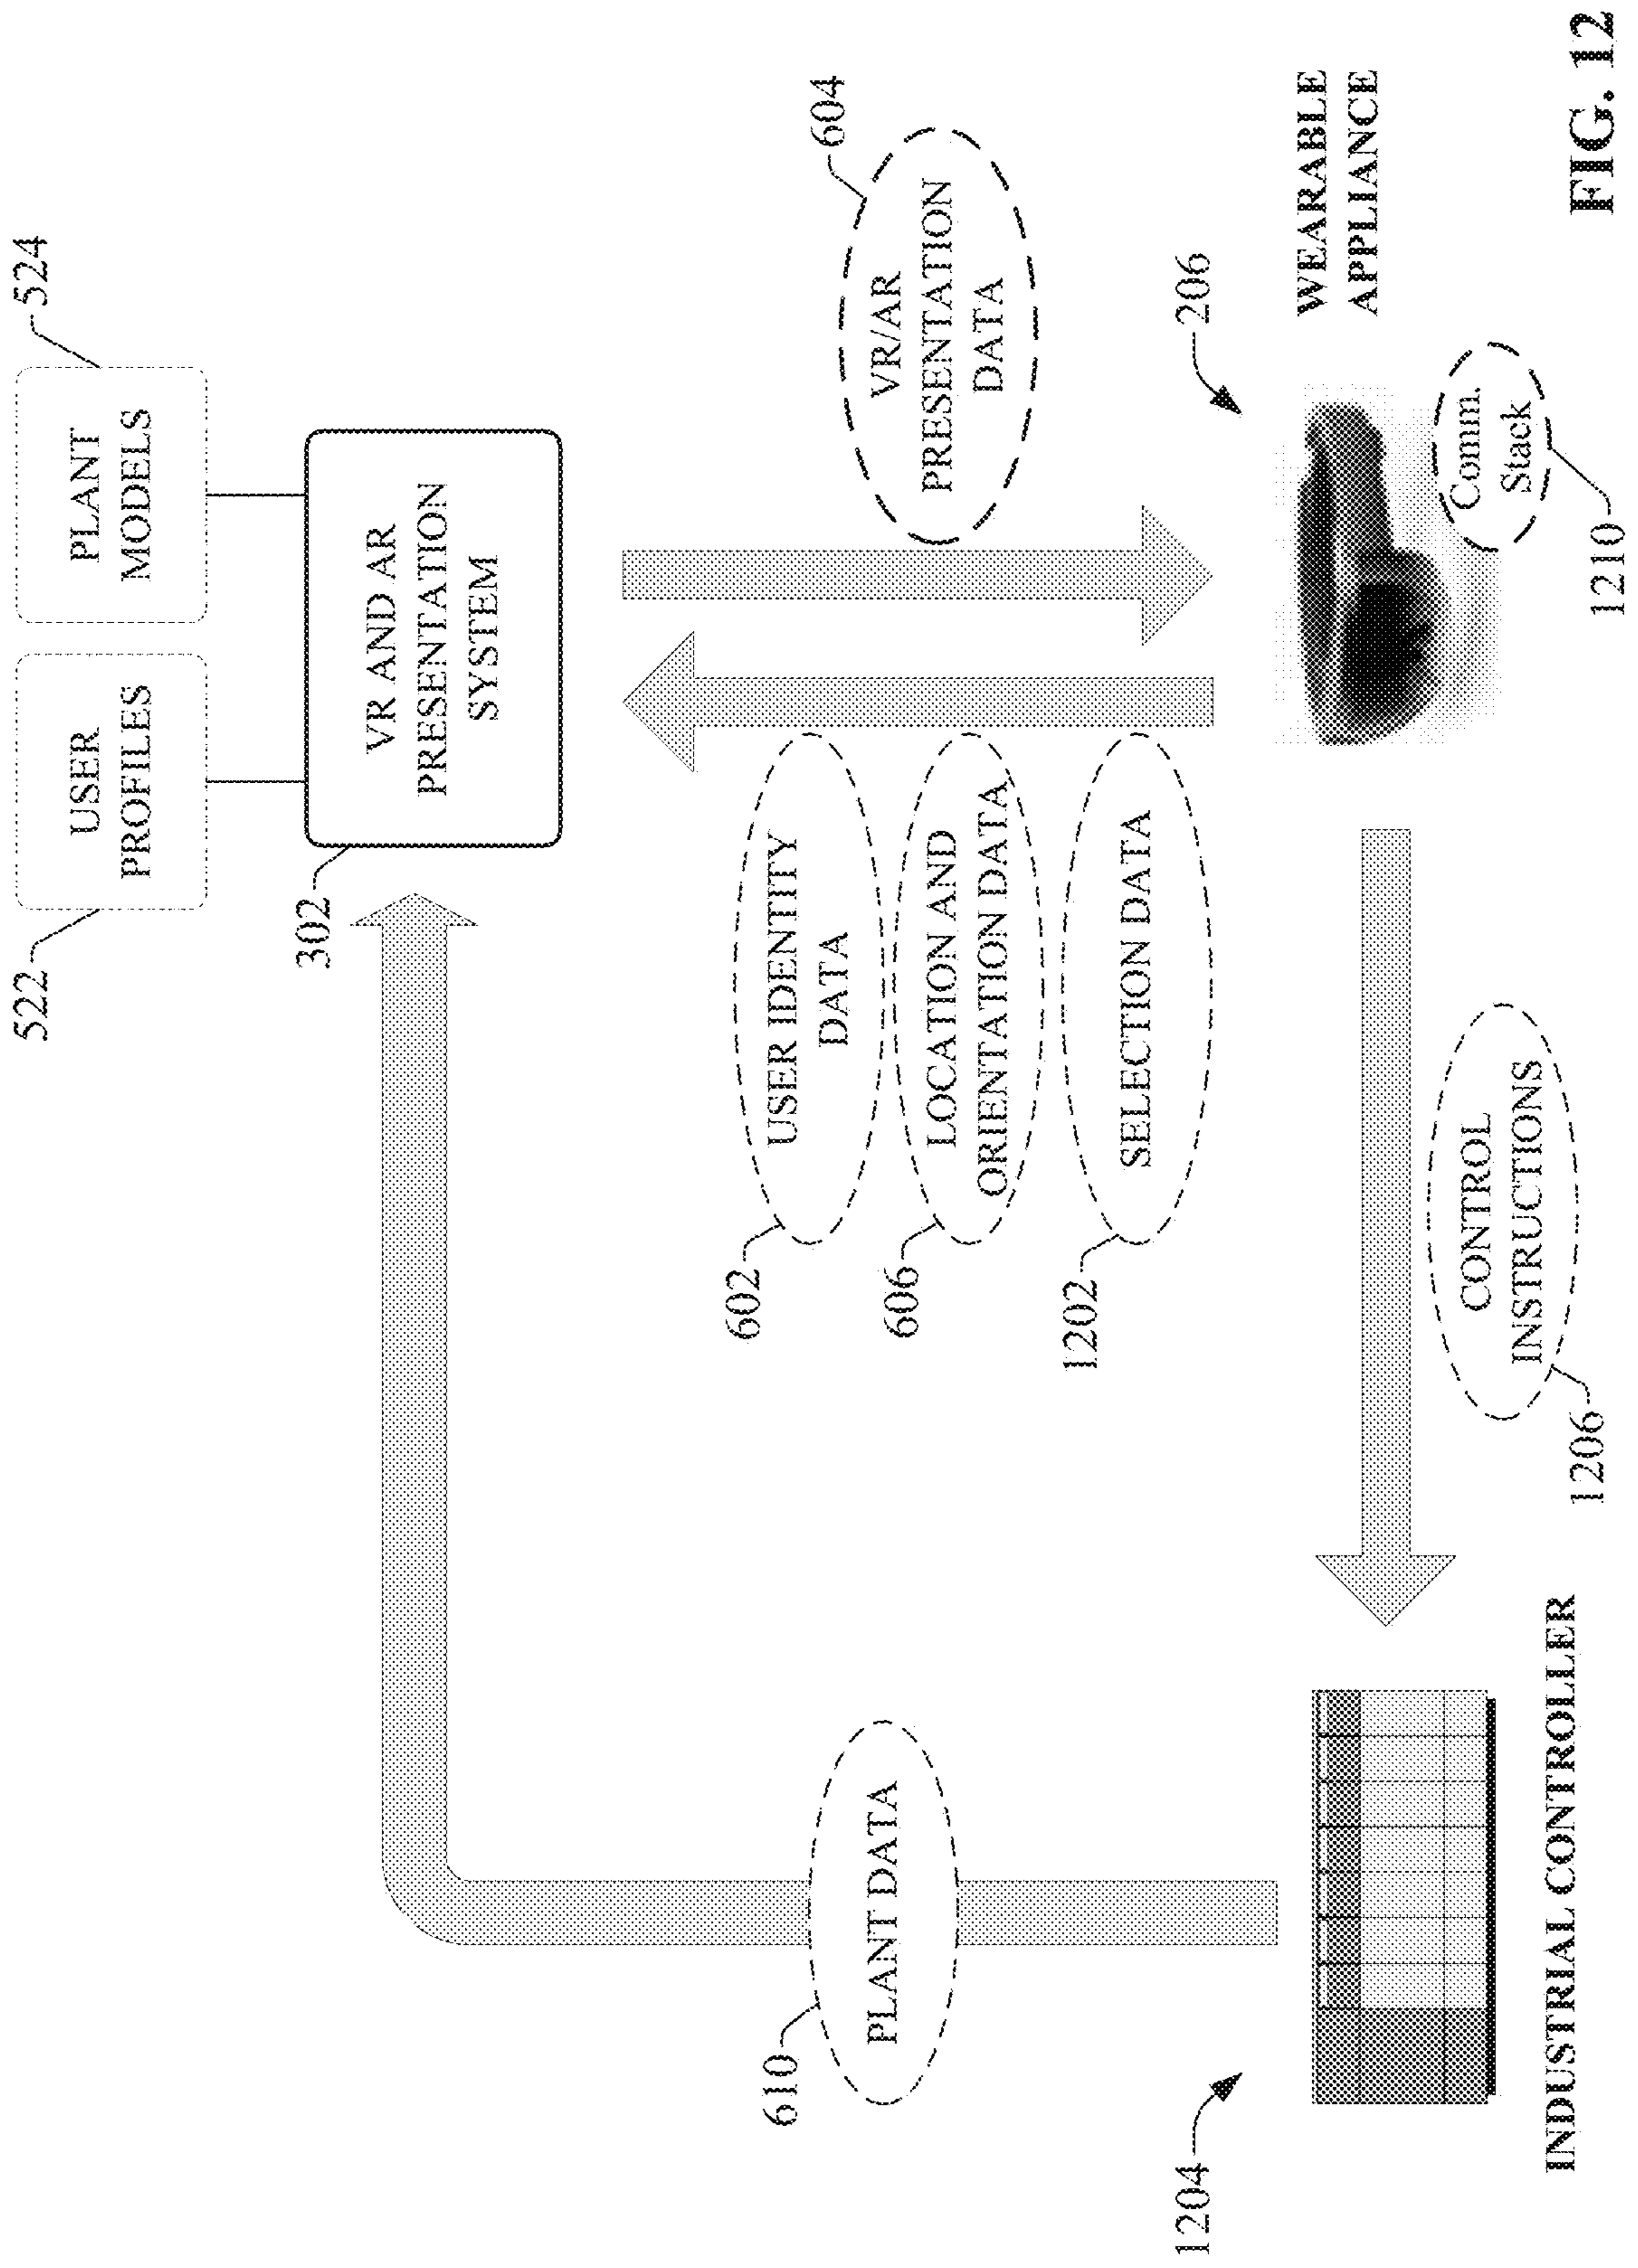 522
USER
PROFILES
PLANT
MODELS
524
302
VR AND AR
PRESENTATION
SYSTEM
610
PLANT DATA
602
USER IDENTITY
DATA
606
LOCATION AND
ORIENTATION DATA
1202
SELECTION DATA
604
VR/AR
PRESENTATION
DATA
1204
INDUSTRIAL CONTROLLER
1206
CONTROL
INSTRUCTIONS
206
WEARABLE
APPLIANCE
Comm.
Stack
1210
FIG. 12